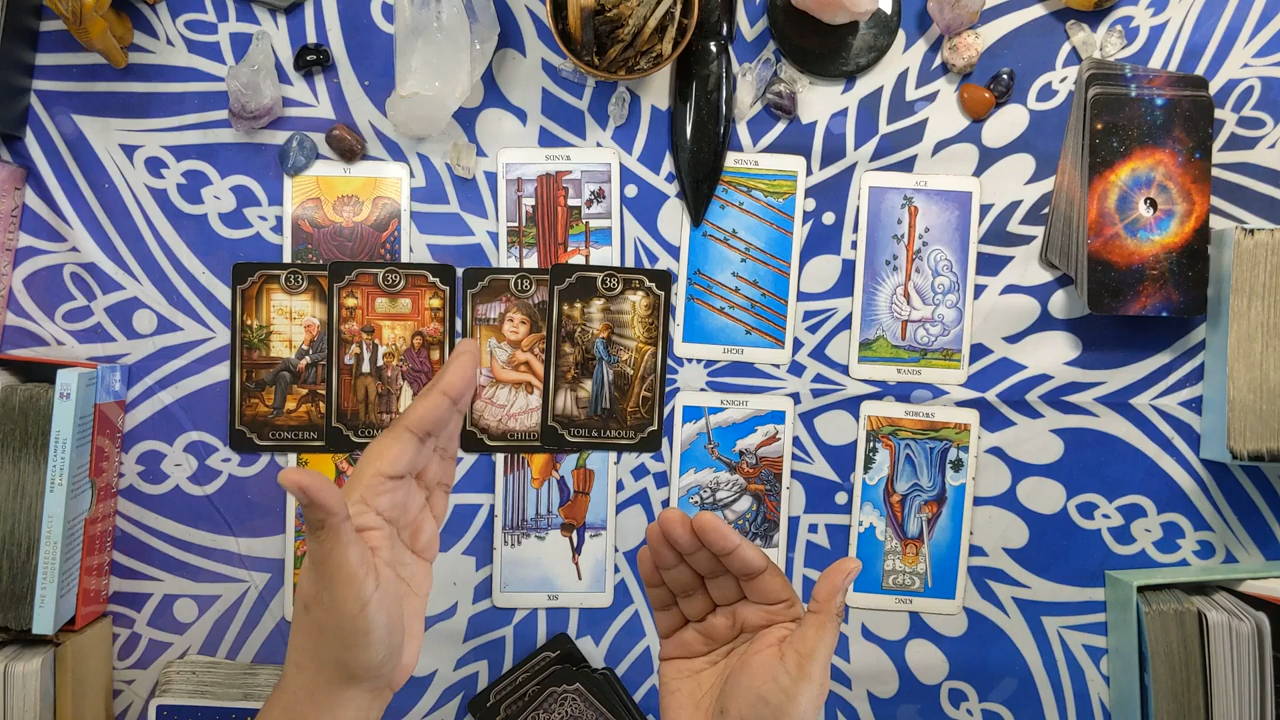 VI
WANDS
WANDS
EIGHT
ACE
WANDS
33
CONCERN
39
COM
18
CHILD
38
TOIL & LABOUR
KNIGHT
SWORDS
KING
SIX
REBECCA CAMPBELL
DANIELLE NOEL
THE STARSEED ORACLE
GUIDEBOOK